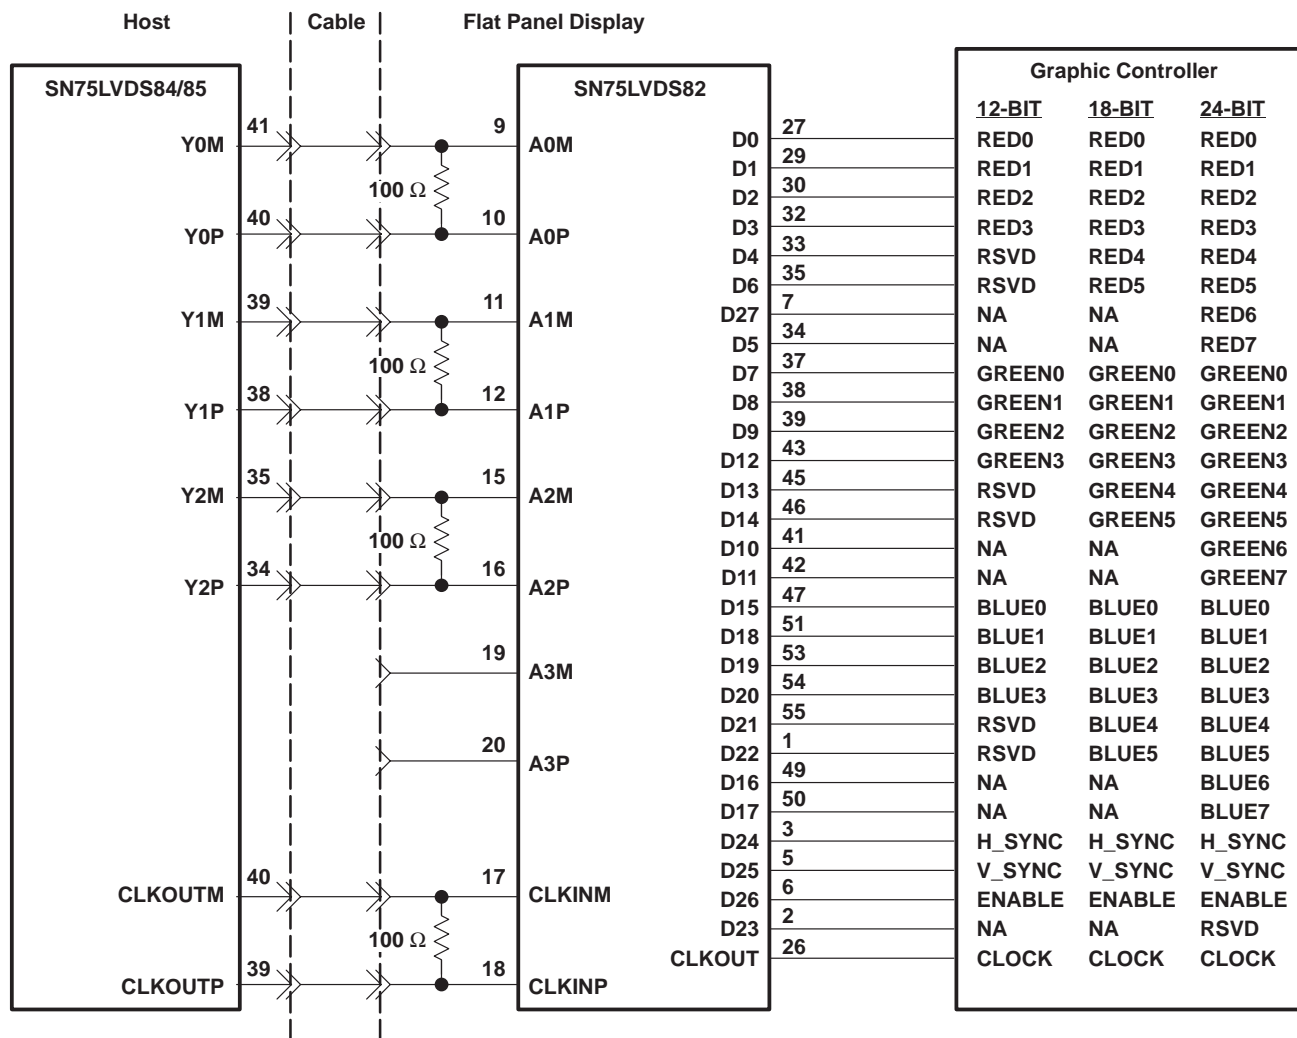 Host Cable Flat Panel Display
SN75LVDS84/85
Y0M 41
Y0P 40
Y1M 39
Y1P 38
Y2M 35
Y2P 34
CLKOUTM 40
CLKOUTP 39
100 Ω
100 Ω
100 Ω
100 Ω
SN75LVDS82
9 A0M
10 A0P
11 A1M
12 A1P
15 A2M
16 A2P
19 A3M
20 A3P
17 CLKINM
18 CLKINP
Graphic Controller
12-BIT 18-BIT 24-BIT
D0 27 RED0 RED0 RED0
D1 29 RED1 RED1 RED1
D2 30 RED2 RED2 RED2
D3 32 RED3 RED3 RED3
D4 33 RSVD RED4 RED4
D6 35 RSVD RED5 RED5
D27 7 NA NA RED6
D5 34 NA NA RED7
D7 37 GREEN0 GREEN0 GREEN0
D8 38 GREEN1 GREEN1 GREEN1
D9 39 GREEN2 GREEN2 GREEN2
D12 43 GREEN3 GREEN3 GREEN3
D13 45 RSVD GREEN4 GREEN4
D14 46 RSVD GREEN5 GREEN5
D10 41 NA NA GREEN6
D11 42 NA NA GREEN7
D15 47 BLUE0 BLUE0 BLUE0
D18 51 BLUE1 BLUE1 BLUE1
D19 53 BLUE2 BLUE2 BLUE2
D20 54 BLUE3 BLUE3 BLUE3
D21 55 RSVD BLUE4 BLUE4
D22 1 RSVD BLUE5 BLUE5
D16 49 NA NA BLUE6
D17 50 NA NA BLUE7
D24 3 H_SYNC H_SYNC H_SYNC
D25 5 V_SYNC V_SYNC V_SYNC
D26 6 ENABLE ENABLE ENABLE
D23 2 NA NA RSVD
CLKOUT 26 CLOCK CLOCK CLOCK